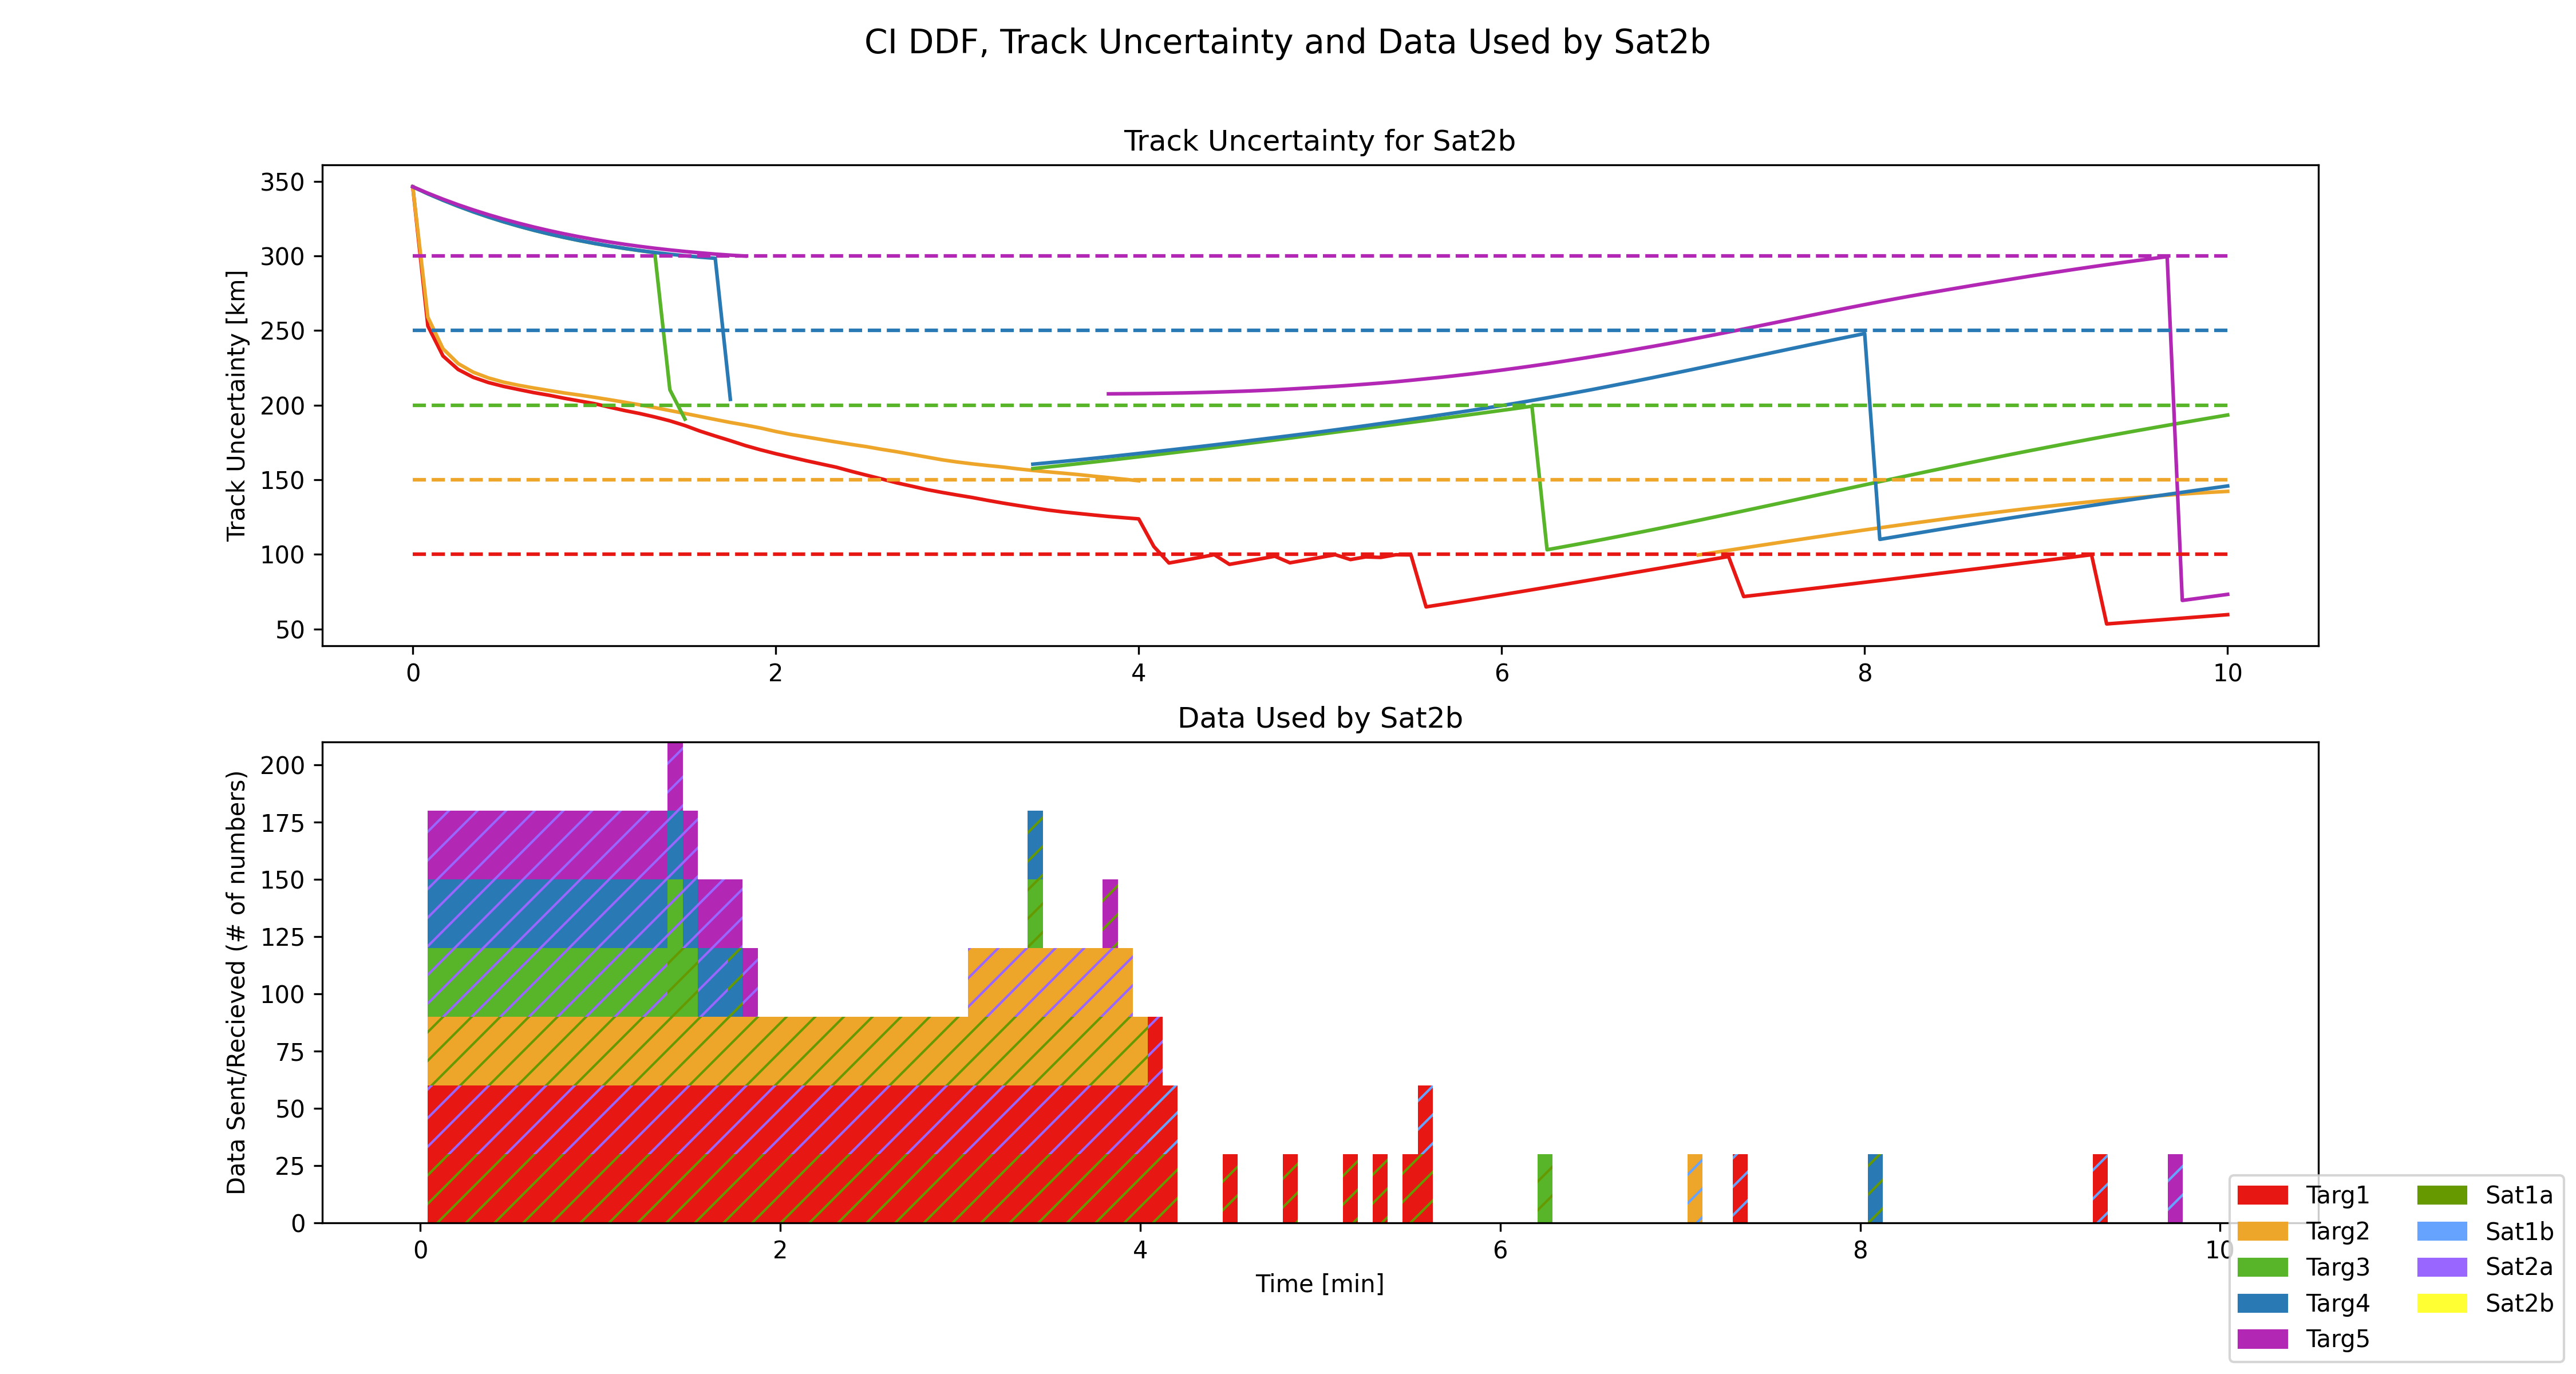 CI DDF, Track Uncertainty and Data Used by Sat2b
Track Uncertainty for Sat2b
Track Uncertainty [km]
350
300
250
200
150
100
50
0 2 4 6 8 10
Data Used by Sat2b
Data Sent/Recieved (# of numbers)
200
175
150
125
100
75
50
25
0
0 2 4 6 8 10
Time [min]
Targ1 Sat1a
Targ2 Sat1b
Targ3 Sat2a
Targ4 Sat2b
Targ5